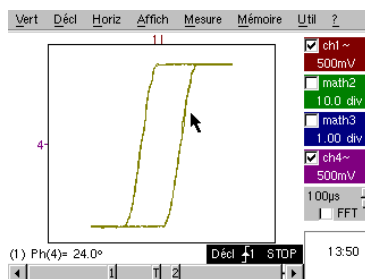 Vert Décl Horiz Affich Mesure Mémoire Util ?
1
ch1~
500mV
math2
10.0 div
math3
1.00 div
4-
ch4~
500mV
100µs
FFT
(1) Ph(4)= 24.0° Décl 1 STOP 13:50
1 T 2